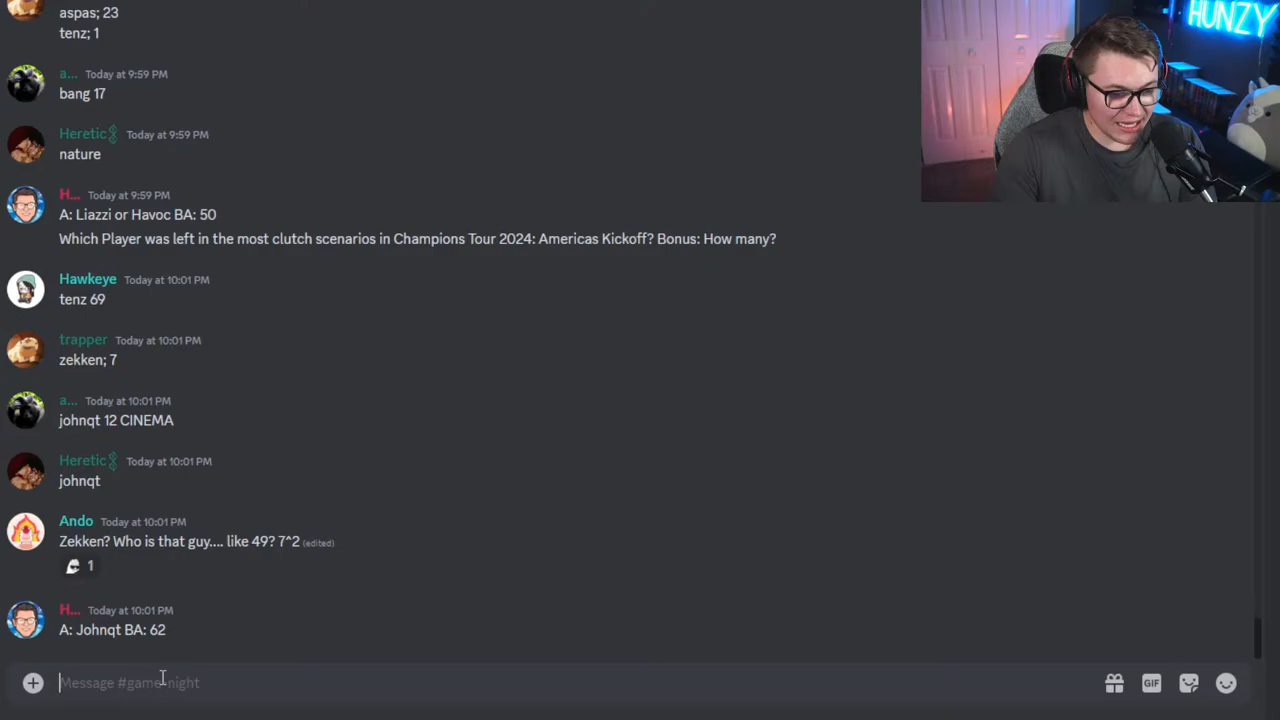 HUNZY
aspas; 23
tenz; 1
a... Today at 9:59 PM
bang 17
Heretic Today at 9:59 PM
nature
H... Today at 9:59 PM
A: Liazzi or Havoc BA: 50
Which Player was left in the most clutch scenarios in Champions Tour 2024: Americas Kickoff? Bonus: How many?
Hawkeye Today at 10:01 PM
tenz 69
trapper Today at 10:01 PM
zekken; 7
a... Today at 10:01 PM
johnqt 12 CINEMA
Heretic Today at 10:01 PM
johnqt
Ando Today at 10:01 PM
Zekken? Who is that guy.... like 49? 7^2 (edited)
1
H... Today at 10:01 PM
A: Johnqt BA: 62
Message #game-night
GIF